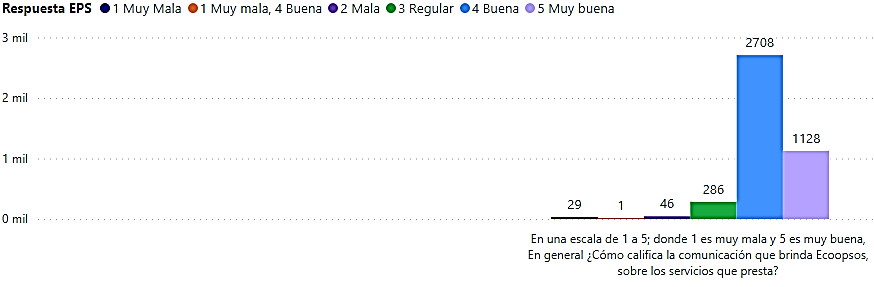 Respuesta EPS 1 Muy Mala 1 Muy mala, 4 Buena 2 Mala 3 Regular 4 Buena 5 Muy buena
3 mil
2708
2 mil
1128
1 mil
286
29
1
46
0 mil
En una escala de 1 a 5; donde 1 es muy mala y 5 es muy buena,
En general ¿Cómo califica la comunicación que brinda Ecoopsos,
sobre los servicios que presta?